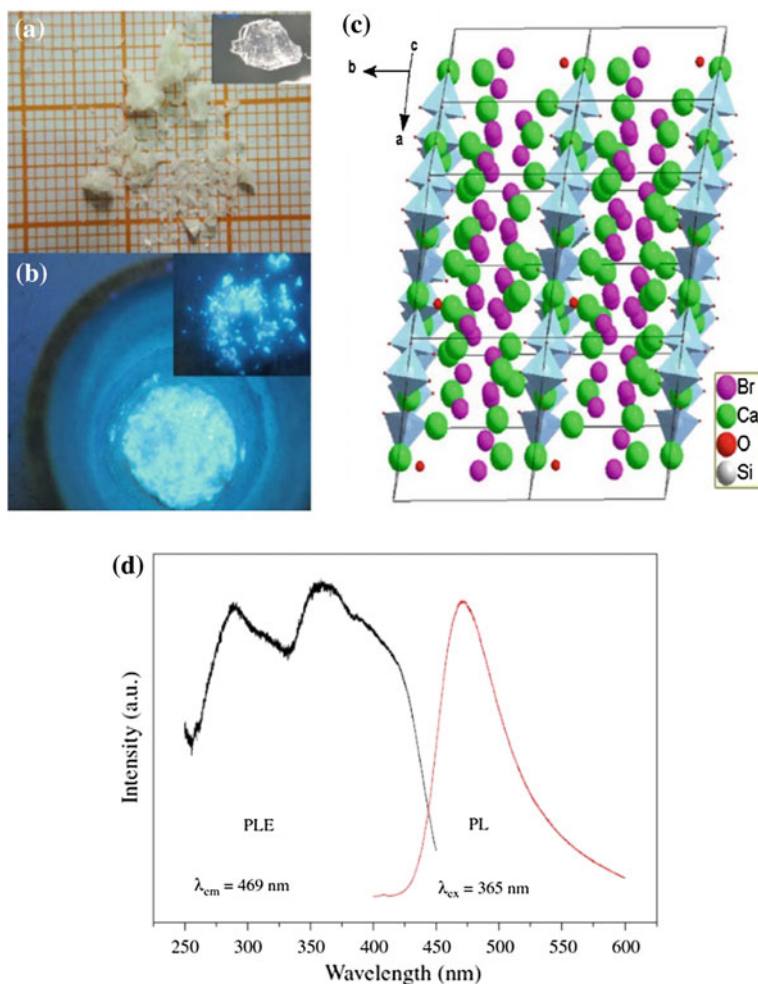 (a)
(b)
(c)
c
b
a
Br
Ca
O
Si
(d)
Intensity (a.u.)
PLE
PL
λem = 469 nm
λex = 365 nm
250 300 350 400 450 500 550 600
Wavelength (nm)